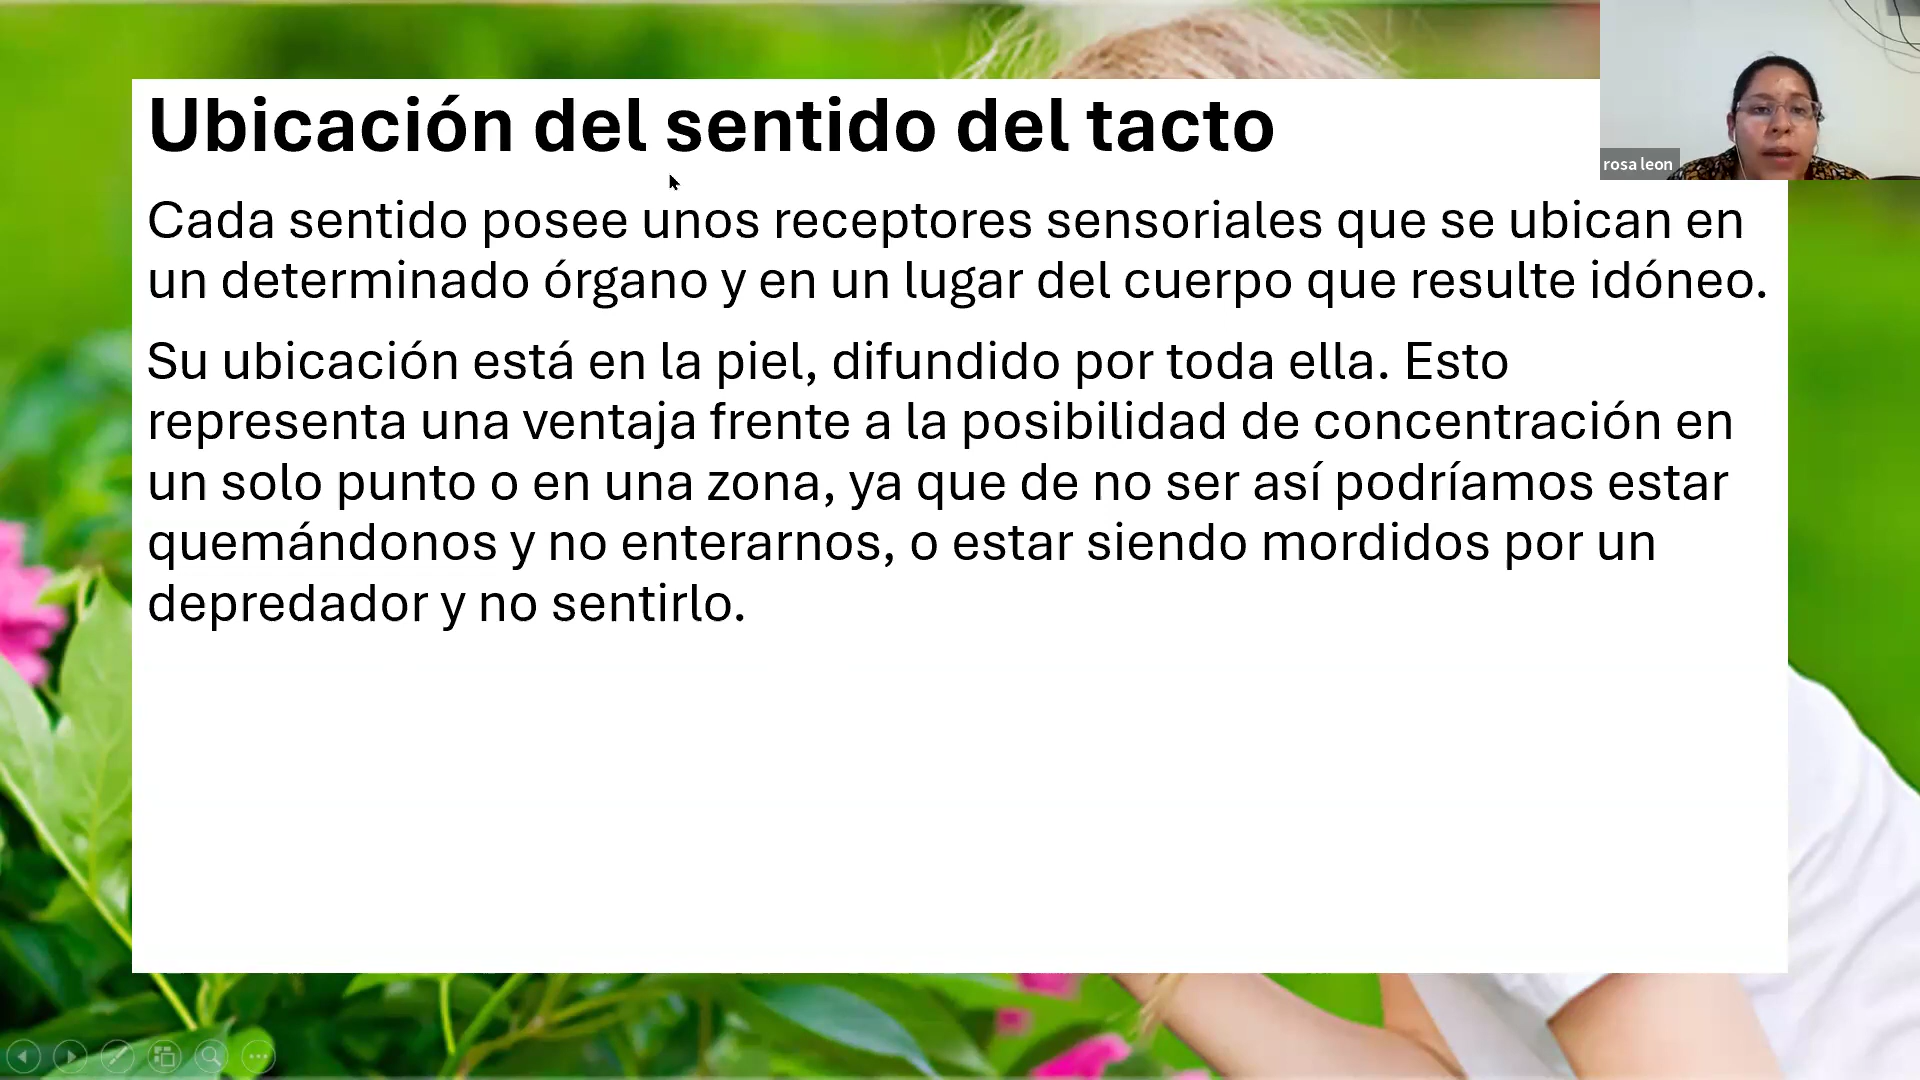 Ubicación del sentido del tacto
rosa leon
Cada sentido posee unos receptores sensoriales que se ubican en
un determinado órgano y en un lugar del cuerpo que resulte idóneo.
Su ubicación está en la piel, difundido por toda ella. Esto
representa una ventaja frente a la posibilidad de concentración en
un solo punto o en una zona, ya que de no ser así podríamos estar
quemándonos y no enterarnos, o estar siendo mordidos por un
depredador y no sentirlo.